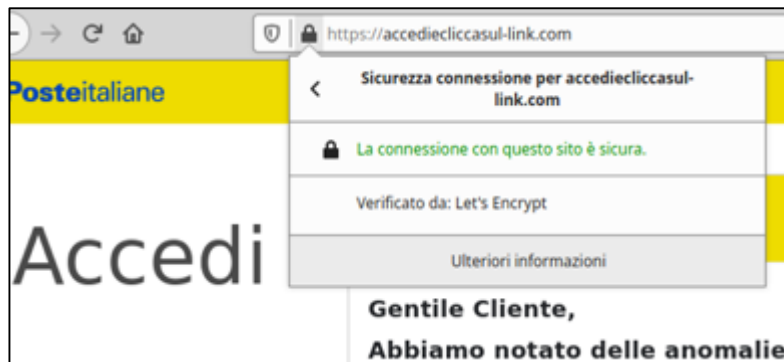 https://accediecliccasul-link.com
Posteitaliane
Sicurezza connessione per accediecliccasul-
link.com
La connessione con questo sito è sicura.
Verificato da: Let's Encrypt
Ulteriori informazioni
Accedi
Gentile Cliente,
Abbiamo notato delle anomalie